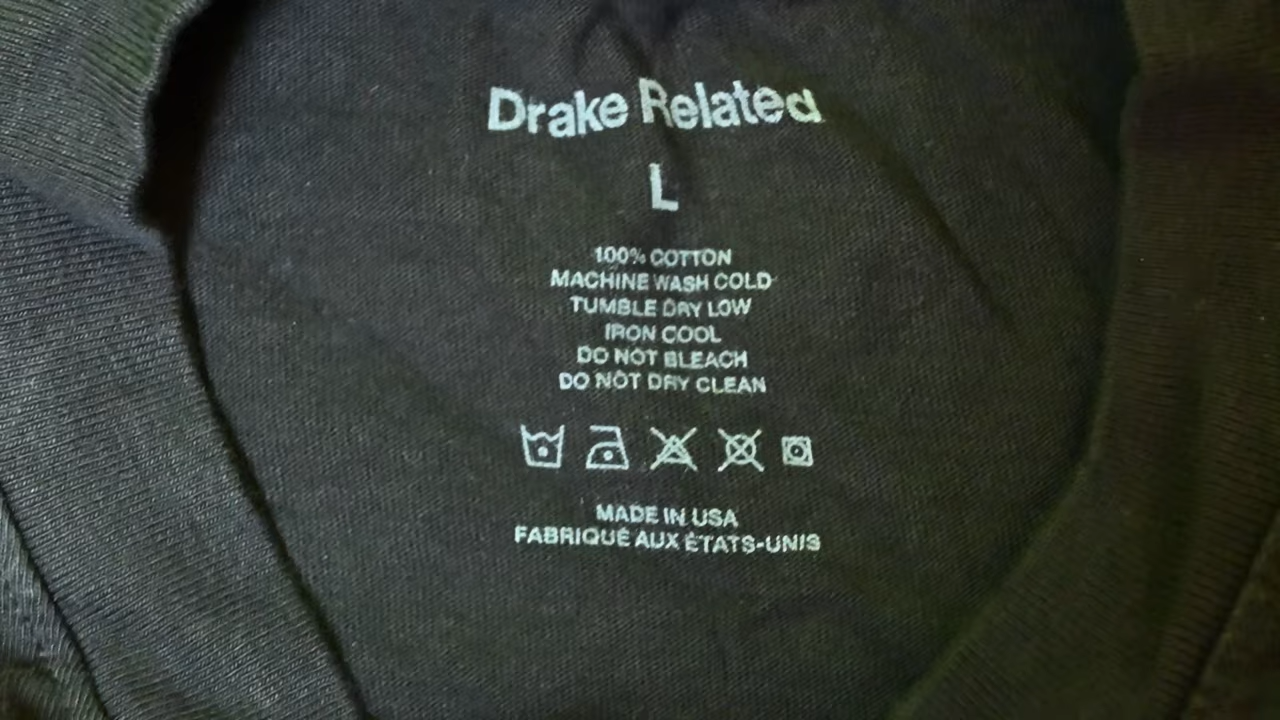 Drake Related
L
100% COTTON
MACHINE WASH COLD
TUMBLE DRY LOW
IRON COOL
DO NOT BLEACH
DO NOT DRY CLEAN
MADE IN USA
FABRIQUÉ AUX ÉTATS-UNIS